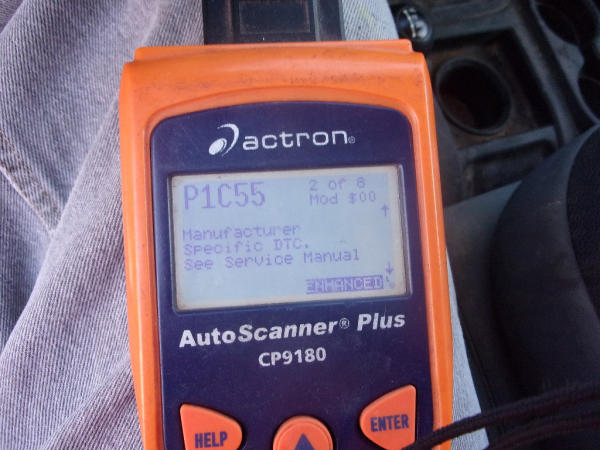 actron®
P1C55
2 of 8
Mod $00
Manufacturer
Specific DTC.
See Service Manual
ENHANCED
AutoScanner® Plus
CP9180
HELP
ENTER